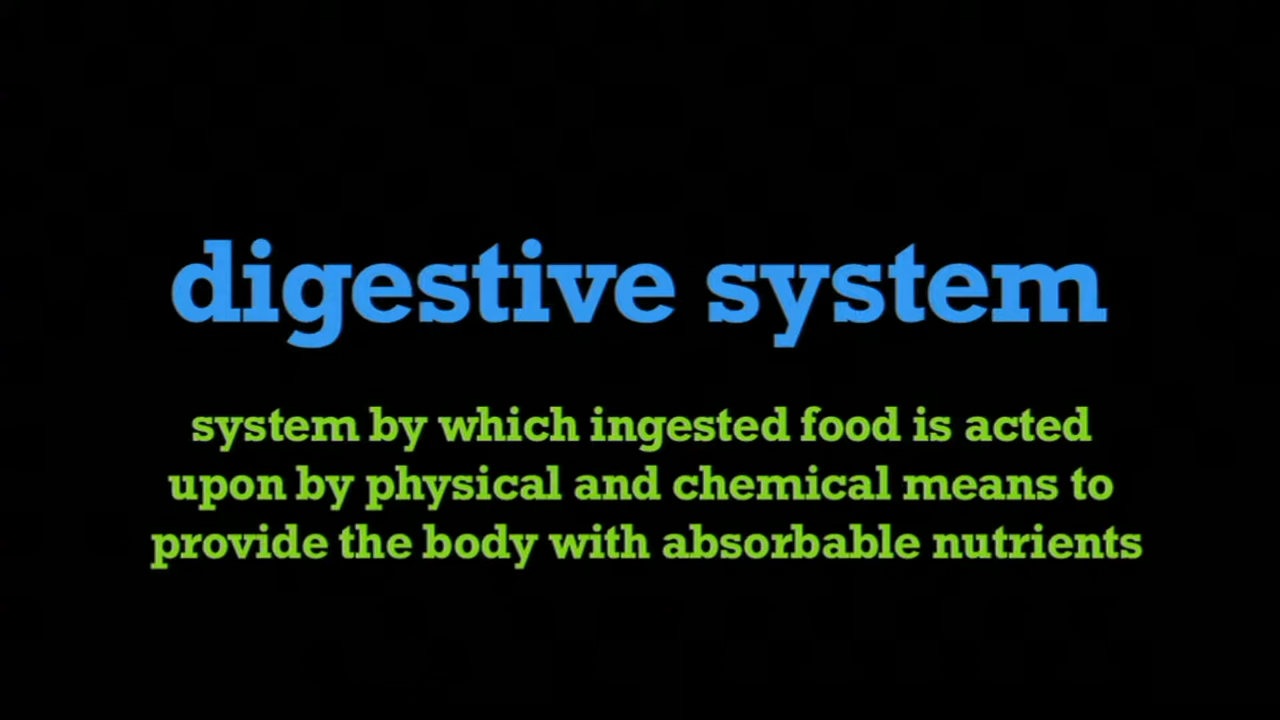 digestive system
system by which ingested food is acted
upon by physical and chemical means to
provide the body with absorbable nutrients